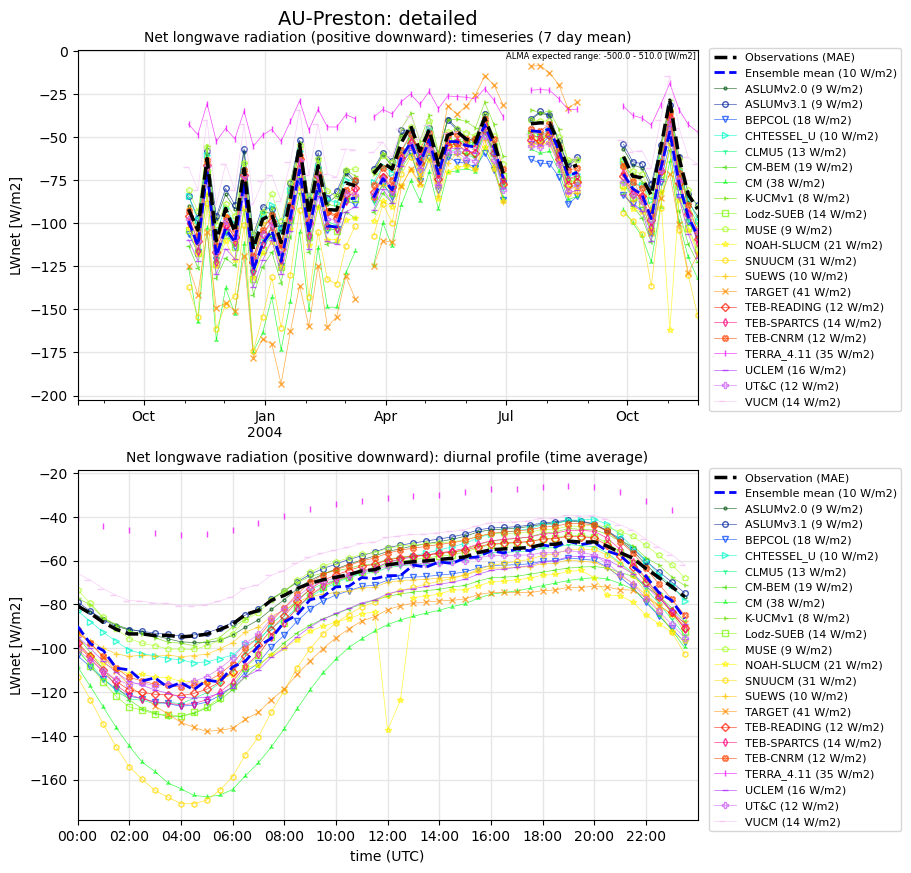 AU-Preston: detailed
Net longwave radiation (positive downward): timeseries (7 day mean)
ALMA expected range: -500.0 - 510.0 [W/m2]
LWnet [W/m2]
0
−25
−50
−75
−100
−125
−150
−175
−200
Oct
Jan
2004
Apr
Jul
Oct
Observations (MAE)
Ensemble mean (10 W/m2)
ASLUMv2.0 (9 W/m2)
ASLUMv3.1 (9 W/m2)
BEPCOL (18 W/m2)
CHTESSEL_U (10 W/m2)
CLMU5 (13 W/m2)
CM-BEM (19 W/m2)
CM (38 W/m2)
K-UCMv1 (8 W/m2)
Lodz-SUEB (14 W/m2)
MUSE (9 W/m2)
NOAH-SLUCM (21 W/m2)
SNUUCM (31 W/m2)
SUEWS (10 W/m2)
TARGET (41 W/m2)
TEB-READING (12 W/m2)
TEB-SPARTCS (14 W/m2)
TEB-CNRM (12 W/m2)
TERRA_4.11 (35 W/m2)
UCLEM (16 W/m2)
UT&C (12 W/m2)
VUCM (14 W/m2)
Net longwave radiation (positive downward): diurnal profile (time average)
LWnet [W/m2]
−20
−40
−60
−80
−100
−120
−140
−160
00:00
02:00
04:00
06:00
08:00
10:00
12:00
14:00
16:00
18:00
20:00
22:00
time (UTC)
Observation (MAE)
Ensemble mean (10 W/m2)
ASLUMv2.0 (9 W/m2)
ASLUMv3.1 (9 W/m2)
BEPCOL (18 W/m2)
CHTESSEL_U (10 W/m2)
CLMU5 (13 W/m2)
CM-BEM (19 W/m2)
CM (38 W/m2)
K-UCMv1 (8 W/m2)
Lodz-SUEB (14 W/m2)
MUSE (9 W/m2)
NOAH-SLUCM (21 W/m2)
SNUUCM (31 W/m2)
SUEWS (10 W/m2)
TARGET (41 W/m2)
TEB-READING (12 W/m2)
TEB-SPARTCS (14 W/m2)
TEB-CNRM (12 W/m2)
TERRA_4.11 (35 W/m2)
UCLEM (16 W/m2)
UT&C (12 W/m2)
VUCM (14 W/m2)